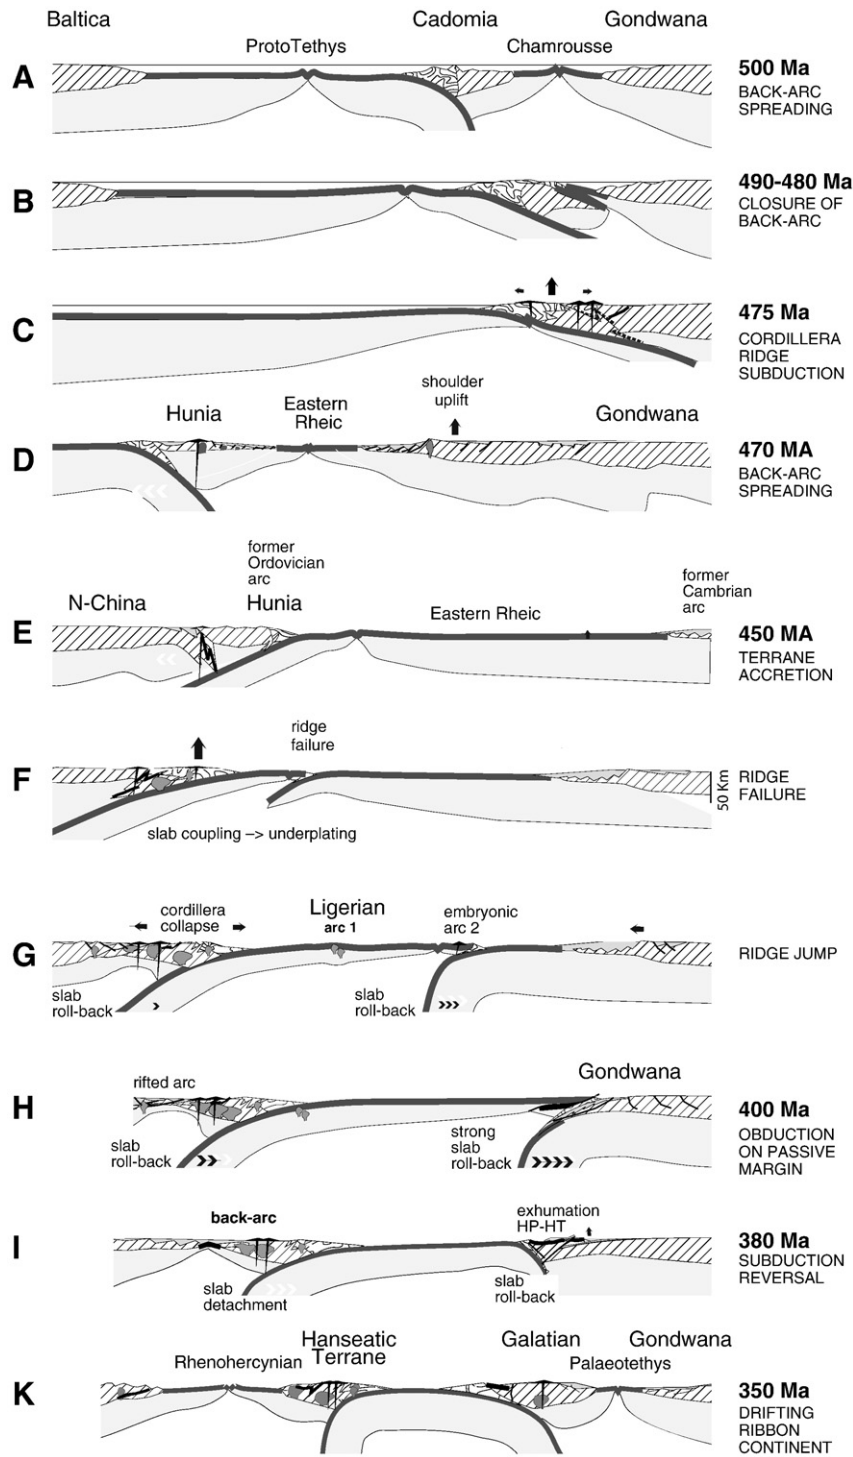 Baltica
Cadomia
Gondwana
ProtoTethys
Chamrousse
A
500 Ma
BACK-ARC
SPREADING
B
490-480 Ma
CLOSURE OF
BACK-ARC
C
475 Ma
CORDILLERA
RIDGE
SUBDUCTION
Hunia
Eastern
Rheic
shoulder
uplift
Gondwana
D
470 MA
BACK-ARC
SPREADING
former
Ordovician
arc
former
Cambrian
arc
N-China
Hunia
Eastern Rheic
E
450 MA
TERRANE
ACCRETION
ridge
failure
F
slab coupling –> underplating
50 Km
RIDGE
FAILURE
cordillera
collapse
Ligerian
arc 1
embryonic
arc 2
G
slab
roll-back
slab
roll-back
RIDGE JUMP
rifted arc
Gondwana
H
slab
roll-back
strong
slab
roll-back
400 Ma
OBDUCTION
ON PASSIVE
MARGIN
back-arc
exhumation
HP-HT
I
slab
detachment
slab
roll-back
380 Ma
SUBDUCTION
REVERSAL
Rhenohercynian
Hanseatic
Terrane
Galatian
Gondwana
Palaeotethys
K
350 Ma
DRIFTING
RIBBON
CONTINENT